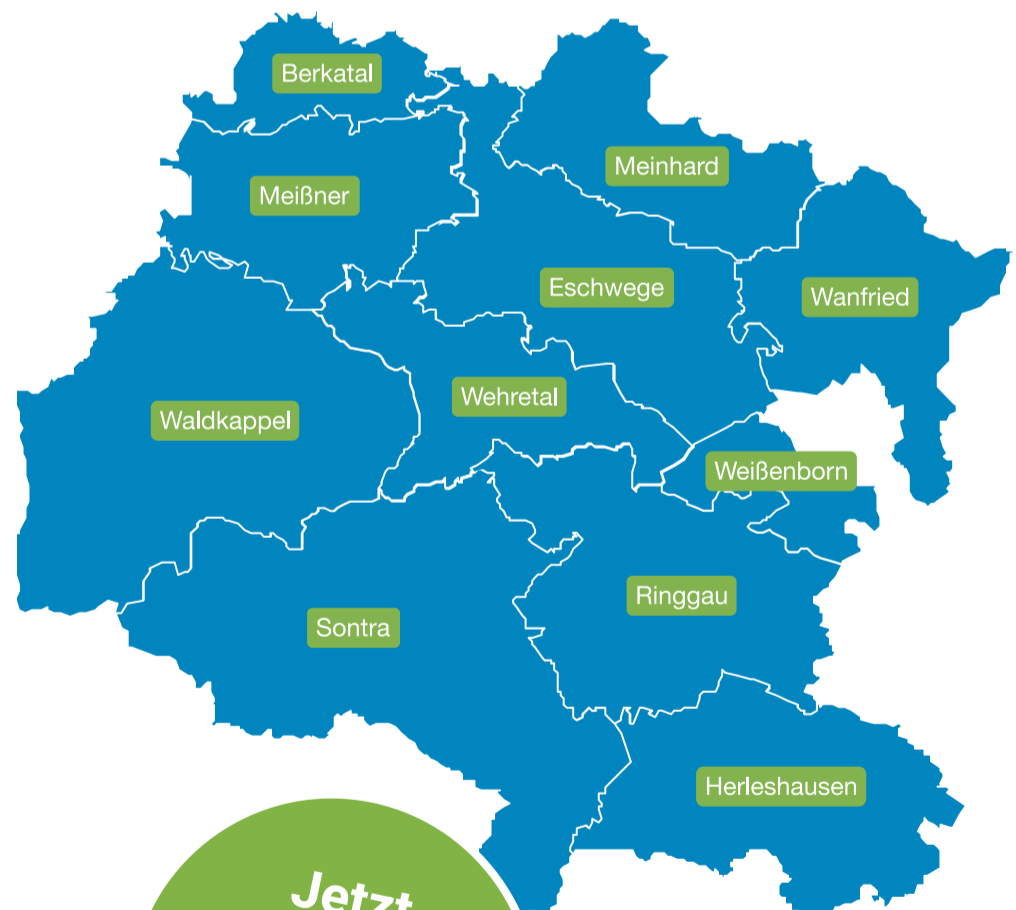 Berkatal
Meinhard
Meißner
Eschwege
Wanfried
Wehretal
Waldkappel
Weißenborn
Ringgau
Sontra
Herleshausen
Jetzt